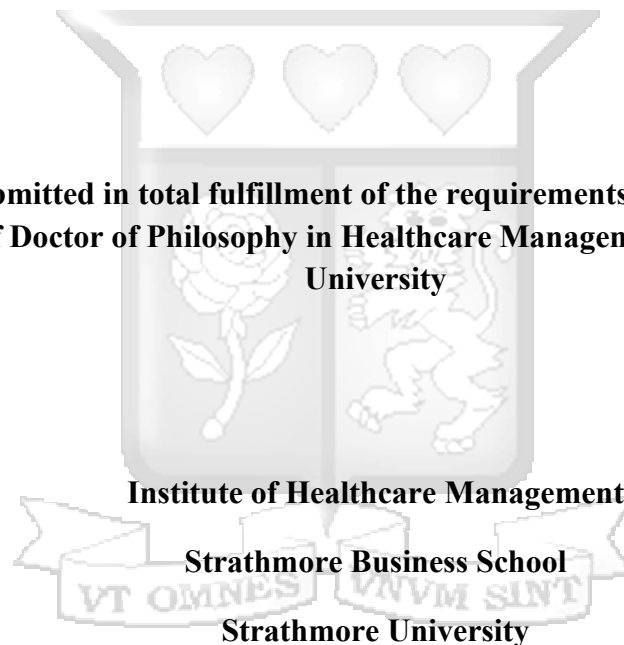 bmitted in total fulfillment of the requirements
f Doctor of Philosophy in Healthcare Managem
University
Institute of Healthcare Management
Strathmore Business School
VT OMNES VNVM SINT
Strathmore University